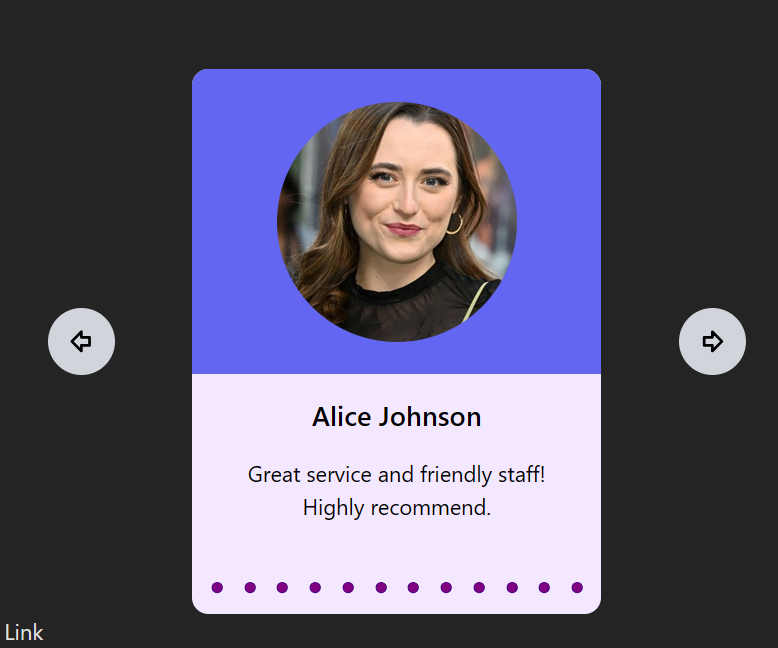 Alice Johnson
Great service and friendly staff!
Highly recommend.
Link